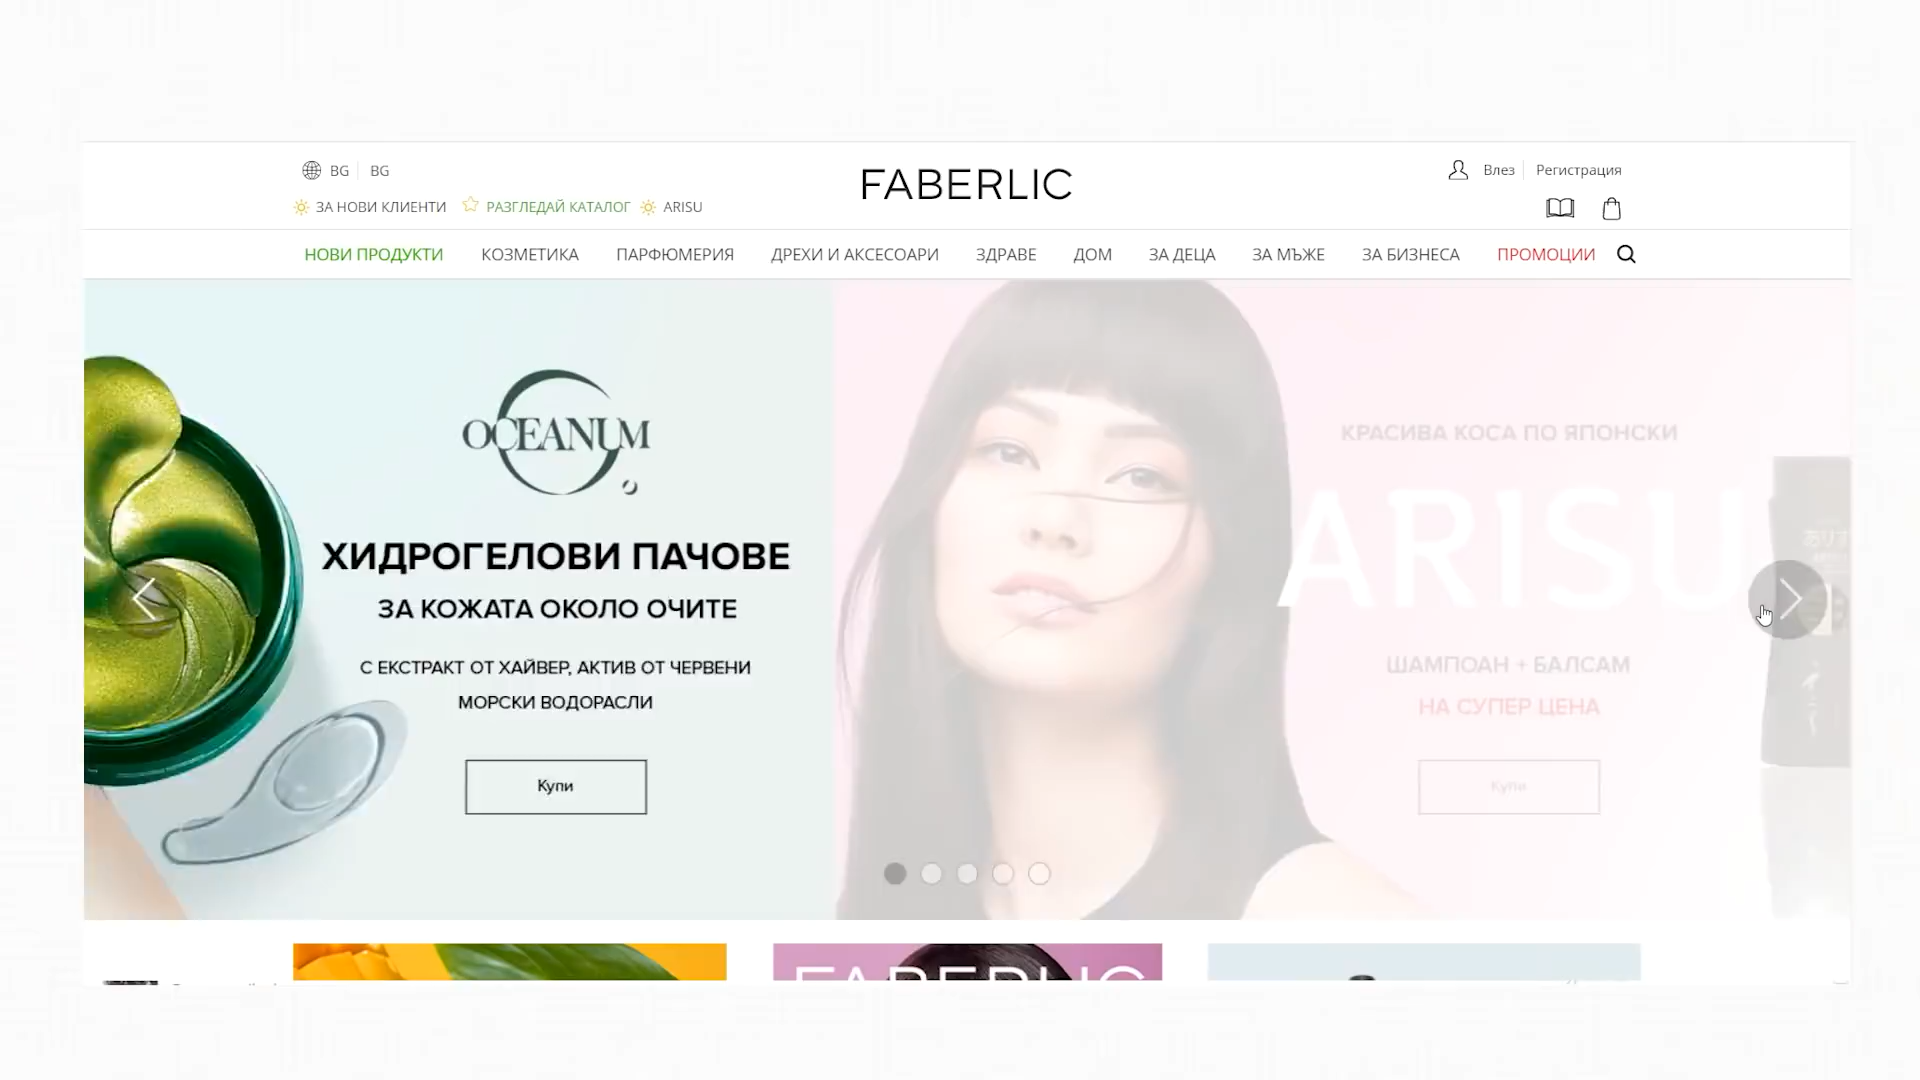 BG BG
FABERLIC
Влез Регистрация
ЗА НОВИ КЛИЕНТИ РАЗГЛЕДАЙ КАТАЛОГ ARISU
НОВИ ПРОДУКТИ КОЗМЕТИКА ПАРФЮМЕРИЯ ДРЕХИ И АКСЕСОАРИ ЗДРАВЕ ДОМ ЗА ДЕЦА ЗА МЪЖЕ ЗА БИЗНЕСА ПРОМОЦИИ
OCEANUM
ХИДРОГЕЛОВИ ПАЧОВЕ
ЗА КОЖАТА ОКОЛО ОЧИТЕ
С ЕКСТРАКТ ОТ ХАЙВЕР, АКТИВ ОТ ЧЕРВЕНИ
МОРСКИ ВОДОРАСЛИ
Купи
КРАСИВА КОСА ПО ЯПОНСКИ
ARISU
ШАМПОАН + БАЛСАМ
НА СУПЕР ЦЕНА
Купи
FABERLIC